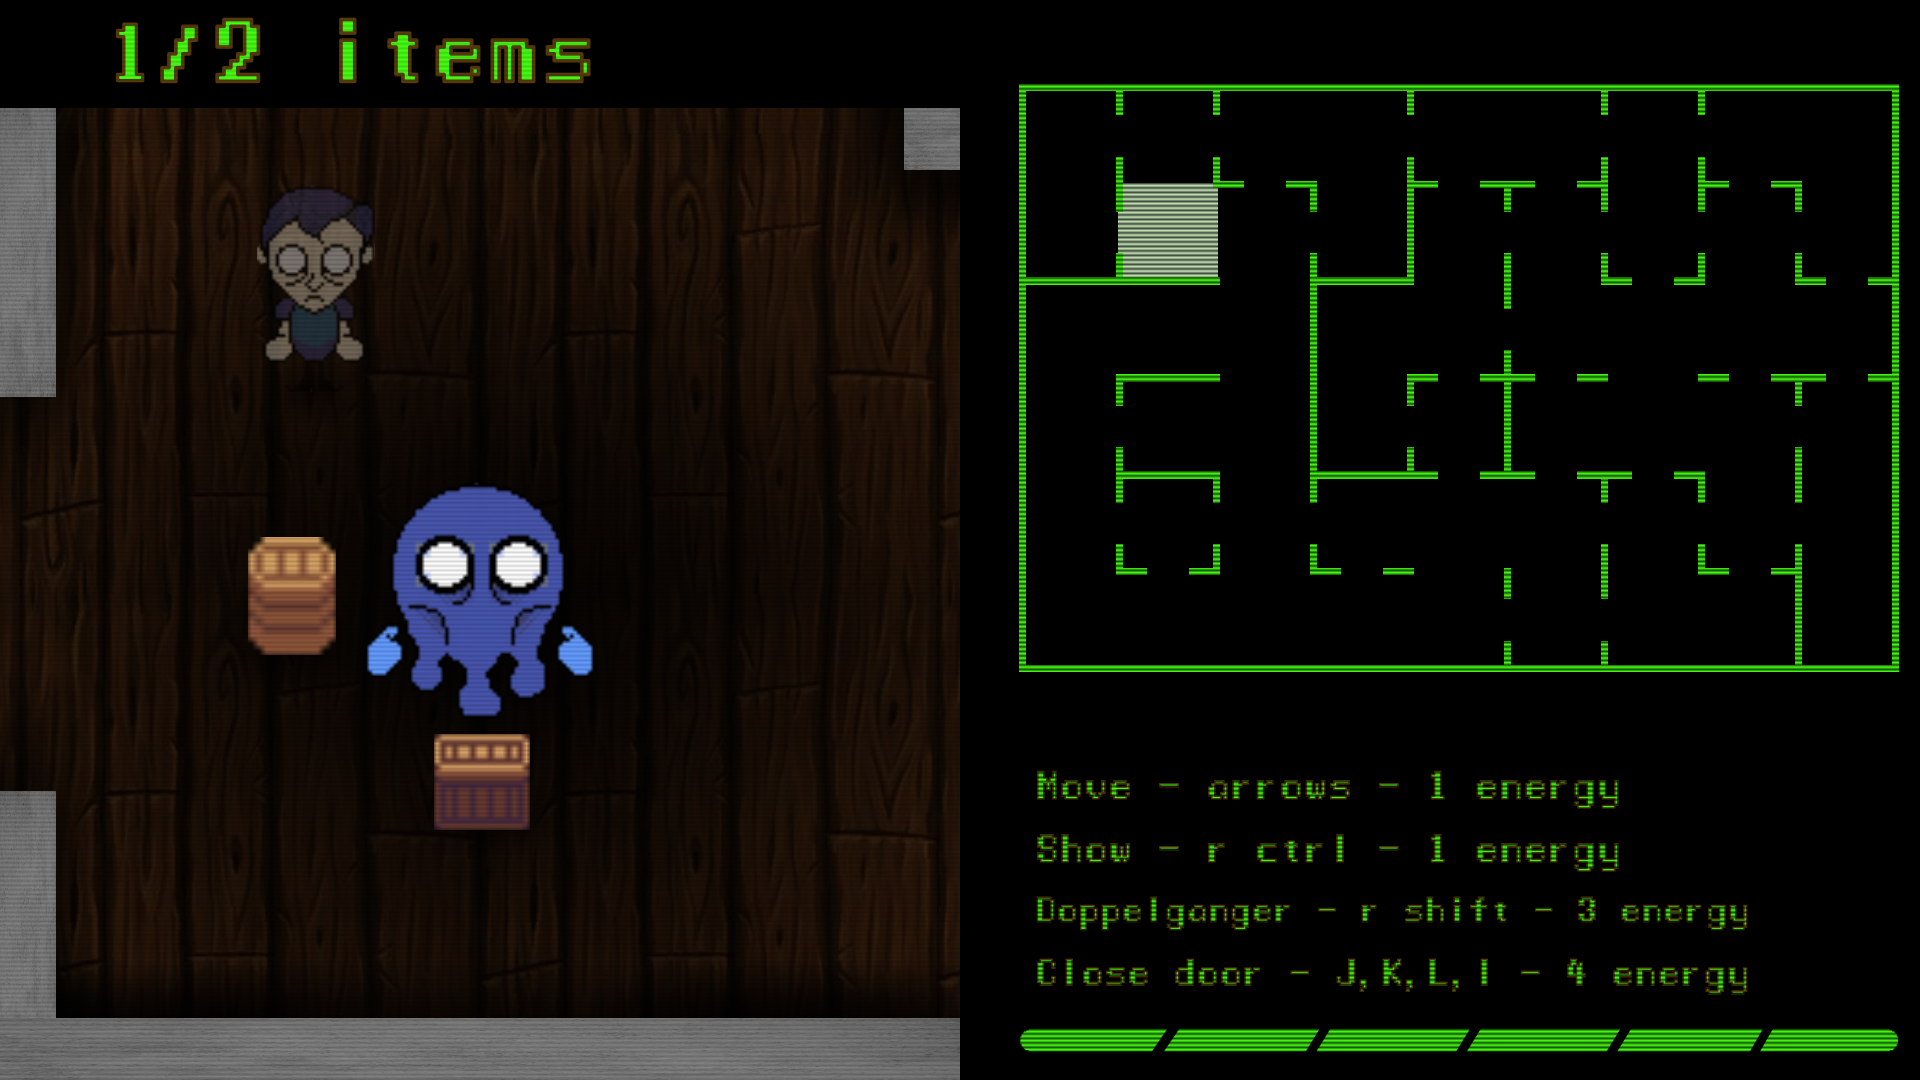 1/2 items
Move - arrows - 1 energy
Show - r ctrl - 1 energy
Doppelganger - r shift - 3 energy
Close door - J,K,L,I - 4 energy